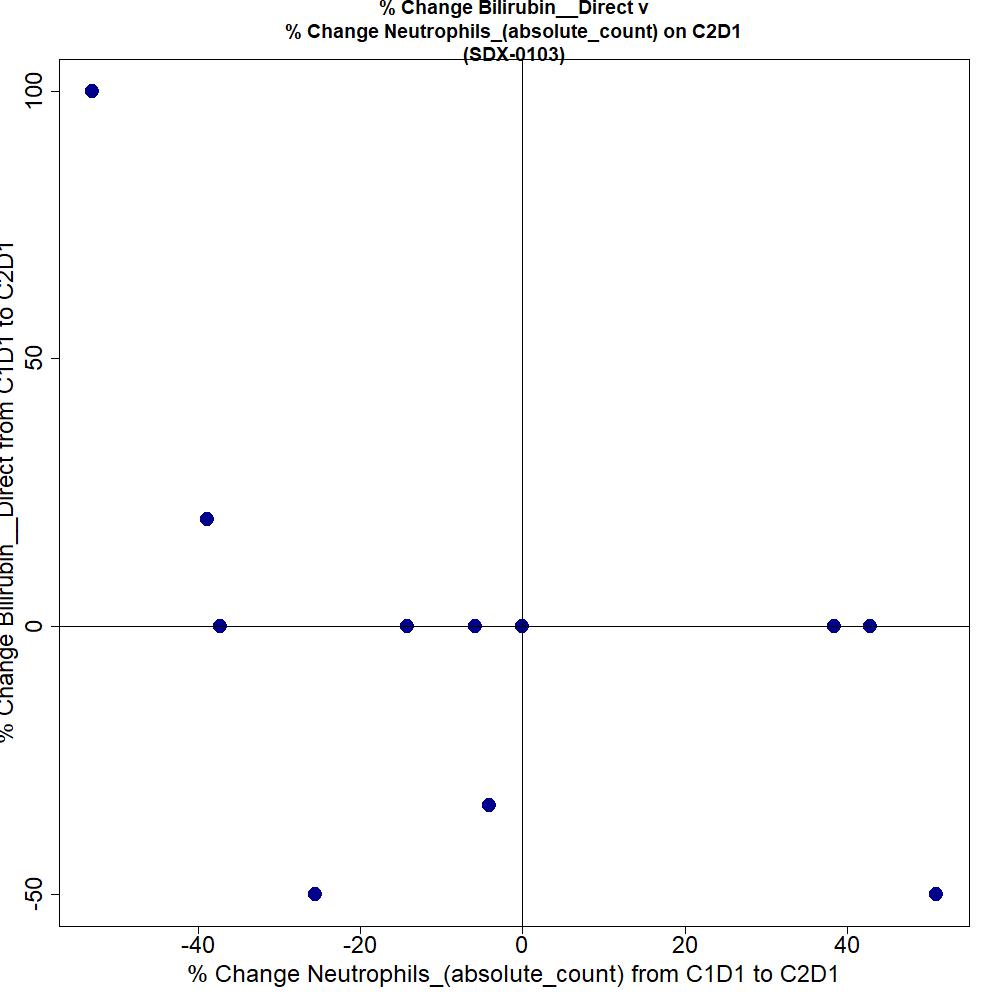 % Change Bilirubin__Direct v
% Change Neutrophils_(absolute_count) on C2D1
(SDX-0103)
% Change Bilirubin__Direct from C1D1 to C2D1
100
50
0
-50
-40
-20
0
20
40
% Change Neutrophils_(absolute_count) from C1D1 to C2D1